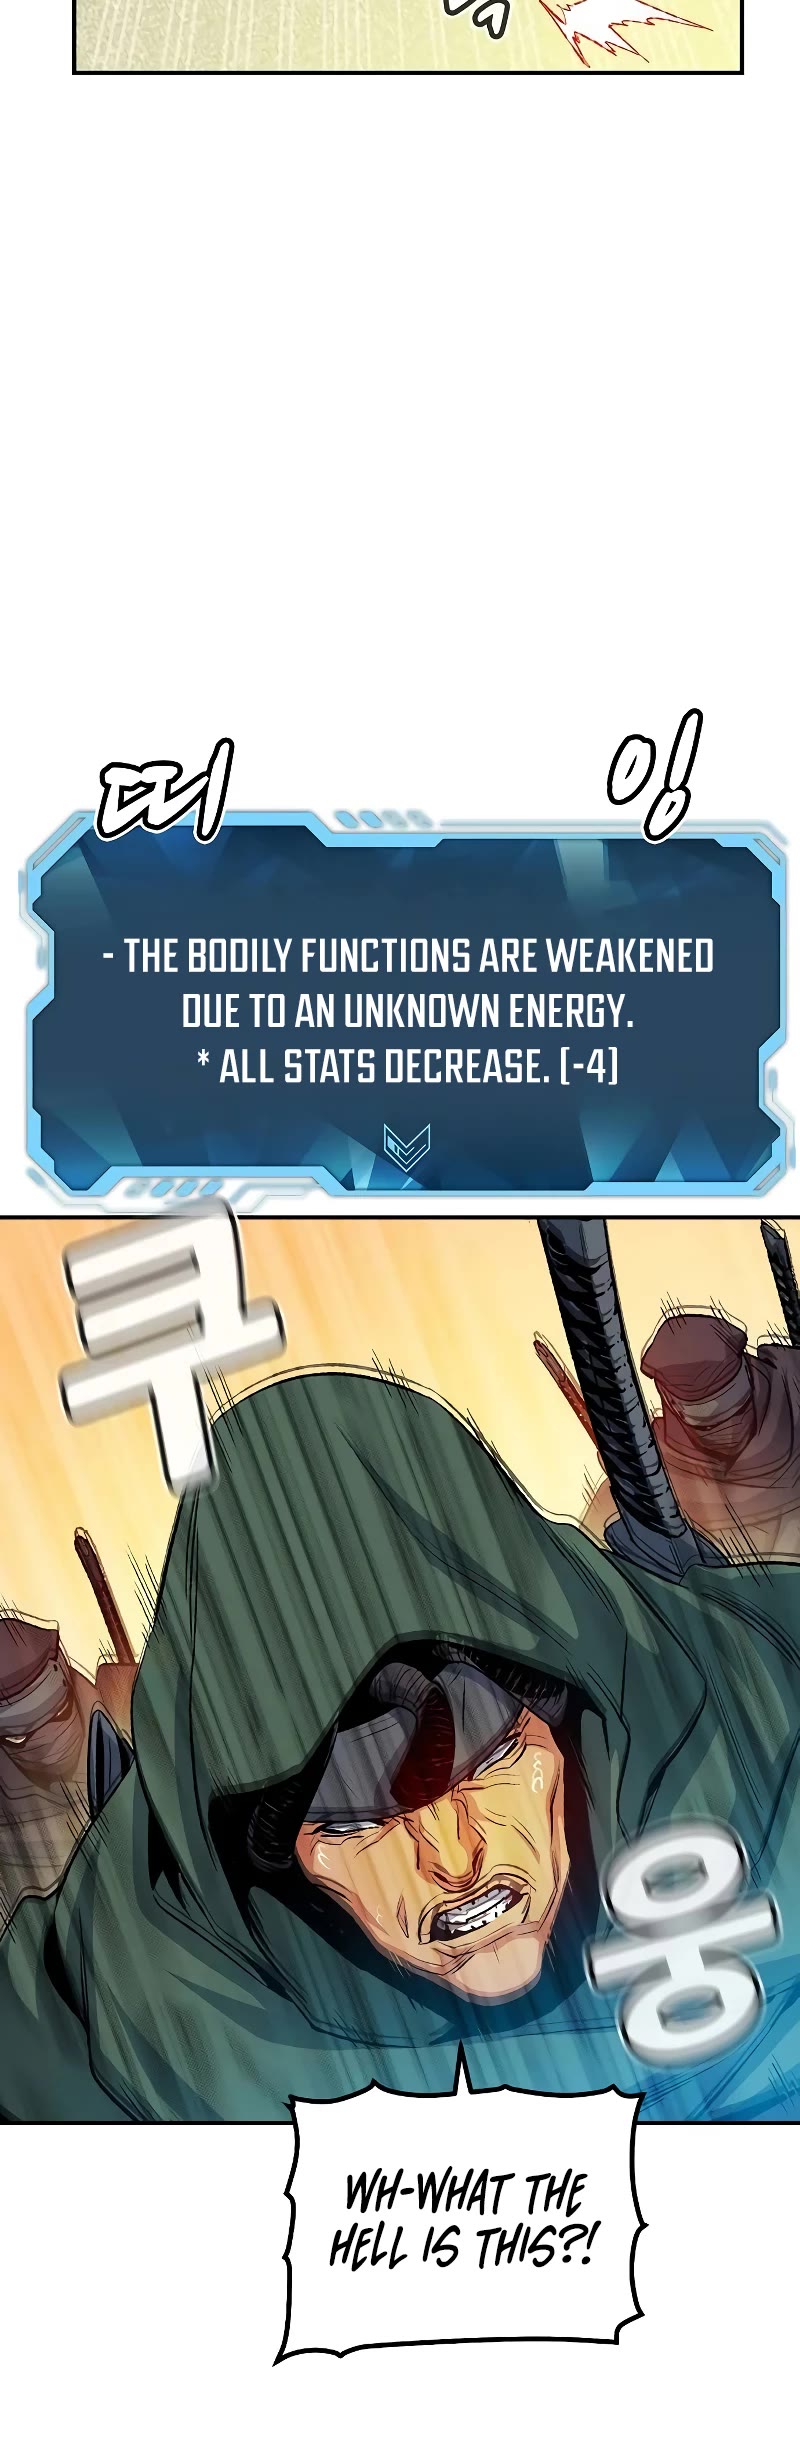 띠 이!
- THE BODILY FUNCTIONS ARE WEAKENED
DUE TO AN UNKNOWN ENERGY.
* ALL STATS DECREASE. [-4]
쿠
웅
WH-WHAT THE
HELL IS THIS?!